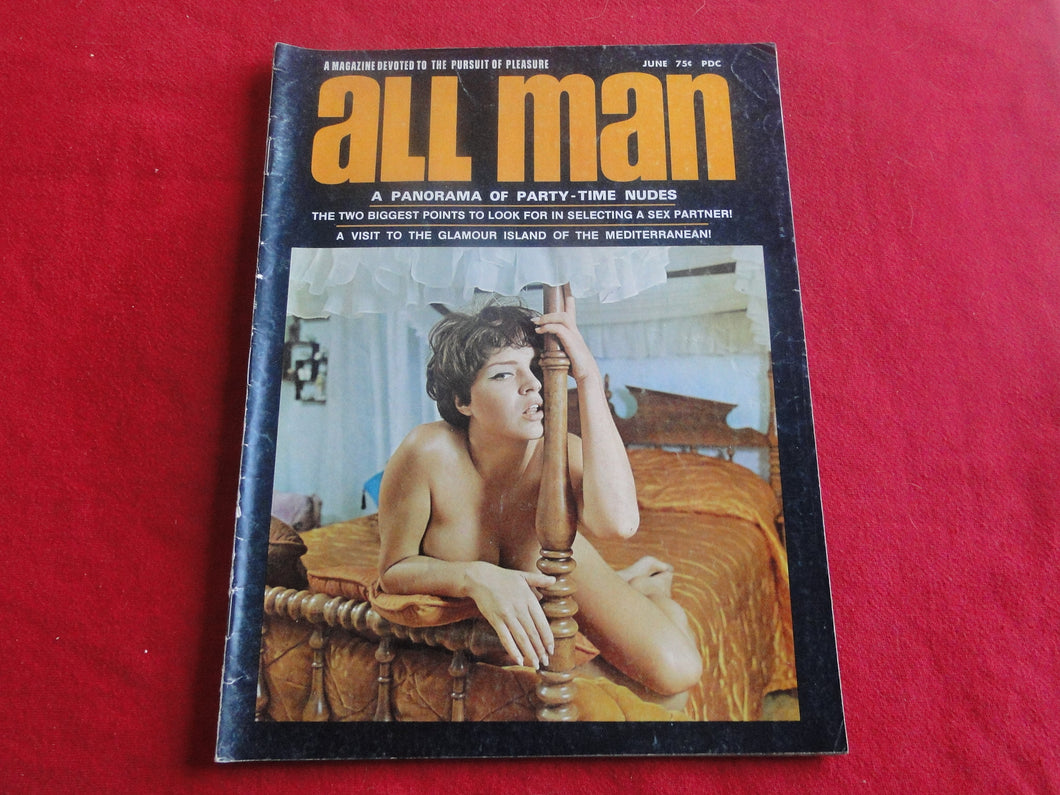 A MAGAZINE DEVOTED TO THE PURSUIT OF PLEASURE JUNE 75¢ PDC
all man
A PANORAMA OF PARTY-TIME NUDES
THE TWO BIGGEST POINTS TO LOOK FOR IN SELECTING A SEX PARTNER!
A VISIT TO THE GLAMOUR ISLAND OF THE MEDITERRANEAN!